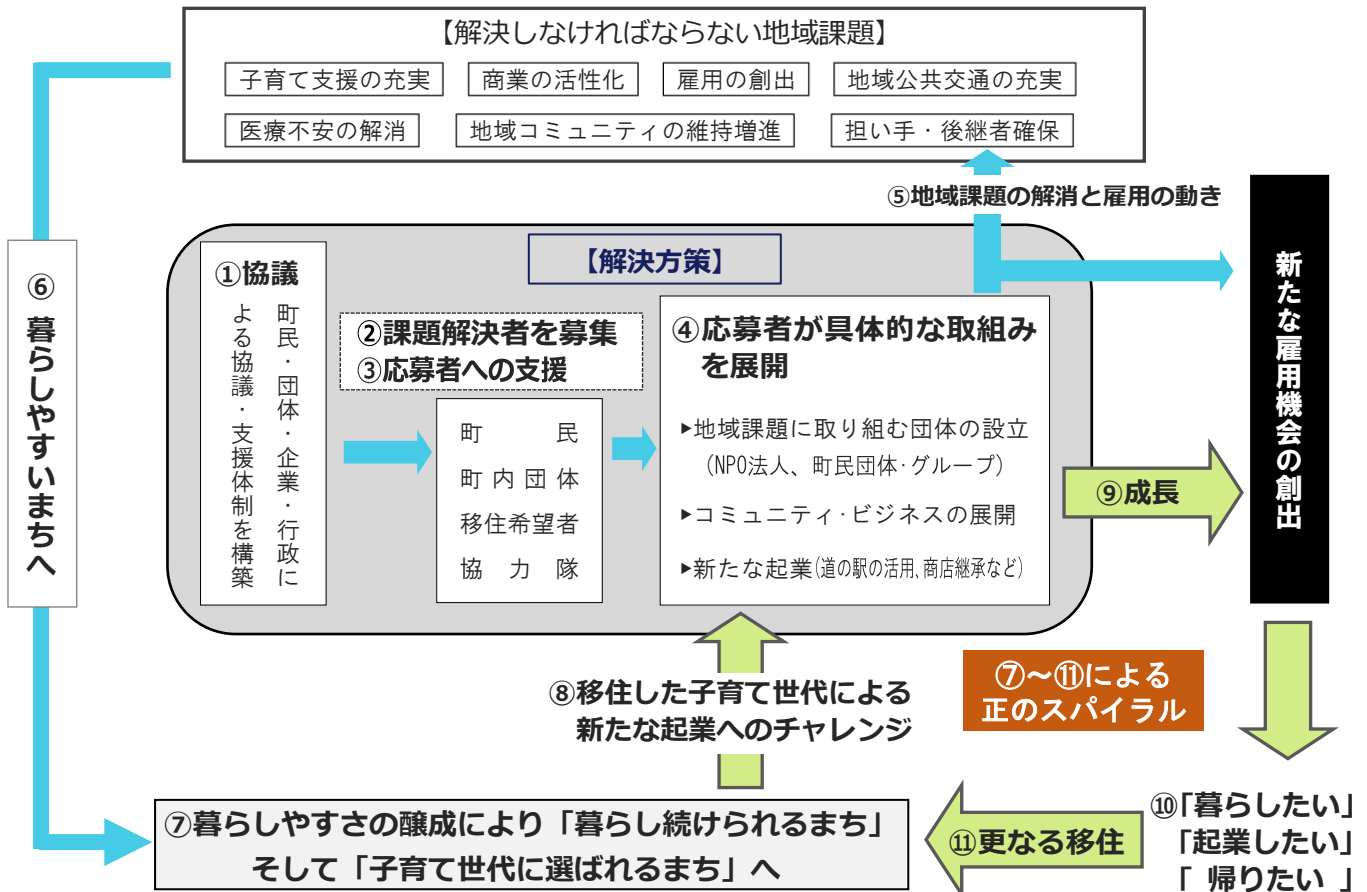 【解決しなければならない地域課題】
子育て支援の充実
商業の活性化
雇用の創出
地域公共交通の充実
医療不安の解消
地域コミュニティの維持増進
担い手・後継者確保
⑤地域課題の解消と雇用の動き
⑥暮らしやすいまちへ
【解決方策】
①協議
町民・団体・企業・行政に
よる協議・支援体制を構築
②課題解決者を募集
③応募者への支援
町民
町内団体
移住希望者
協力隊
④応募者が具体的な取組み
を展開
▶地域課題に取り組む団体の設立
(NPO法人、町民団体・グループ)
▶コミュニティ・ビジネスの展開
▶新たな起業(道の駅の活用、商店継承など)
新たな雇用機会の創出
⑨成長
⑧移住した子育て世代による
新たな起業へのチャレンジ
⑦～⑪による
正のスパイラル
⑦暮らしやすさの醸成により「暮らし続けられるまち」
そして「子育て世代に選ばれるまち」へ
⑪更なる移住
⑩「暮らしたい」
「起業したい」
「 帰りたい 」